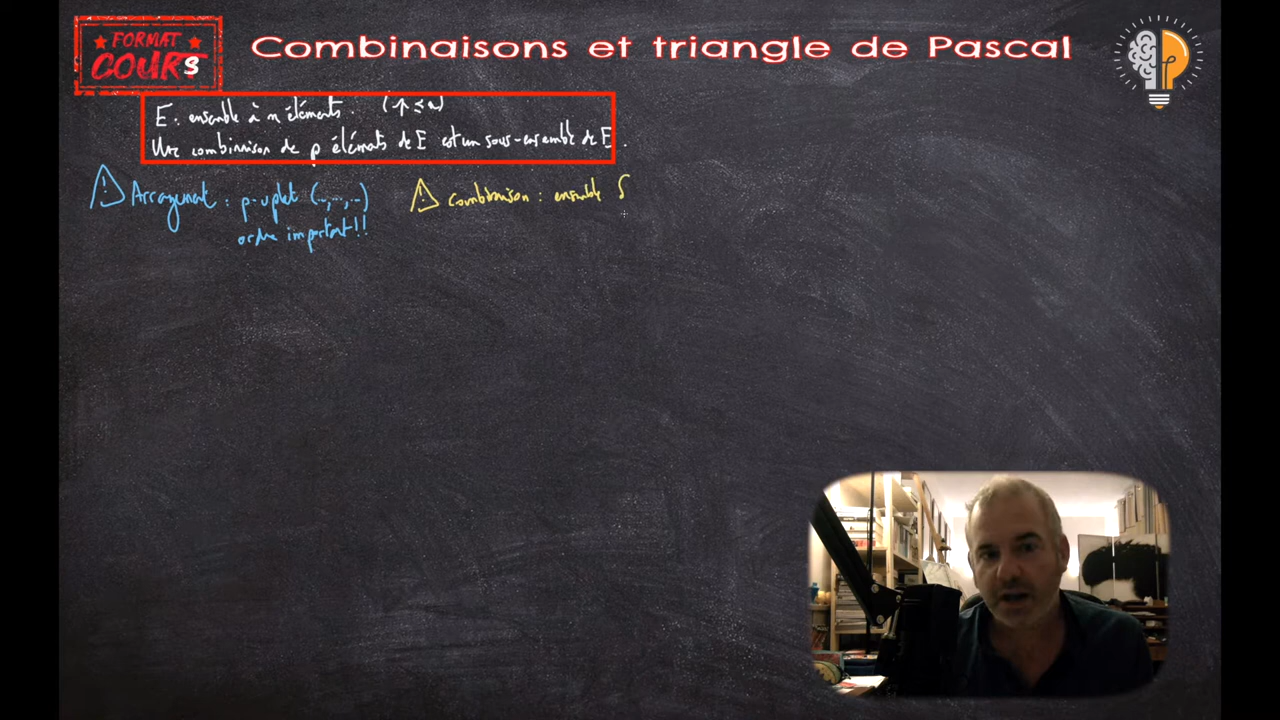 FORMAT
COURS
Combinaisons et triangle de Pascal
E : ensemble à n éléments. (p ≤ n)
Une combinaison de p éléments de E est un sous-ensemble de E.
! Arrangement : p-uplet (..,..,..)
ordre important!!
! combinaison : ensemble {